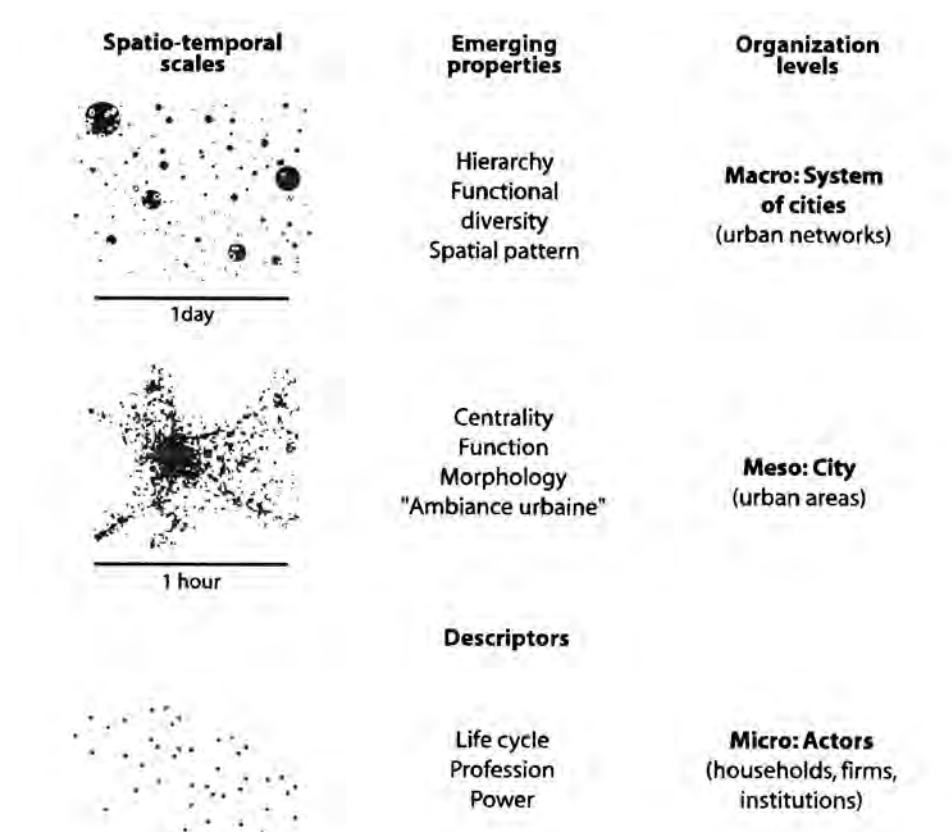 Spatio-temporal
scales
Emerging
properties
Organization
levels
Hierarchy
Functional
diversity
Spatial pattern
Macro: System
of cities
(urban networks)
1day
Centrality
Function
Morphology
"Ambiance urbaine"
Meso: City
(urban areas)
1 hour
Descriptors
Life cycle
Profession
Power
Micro: Actors
(households, firms,
institutions)